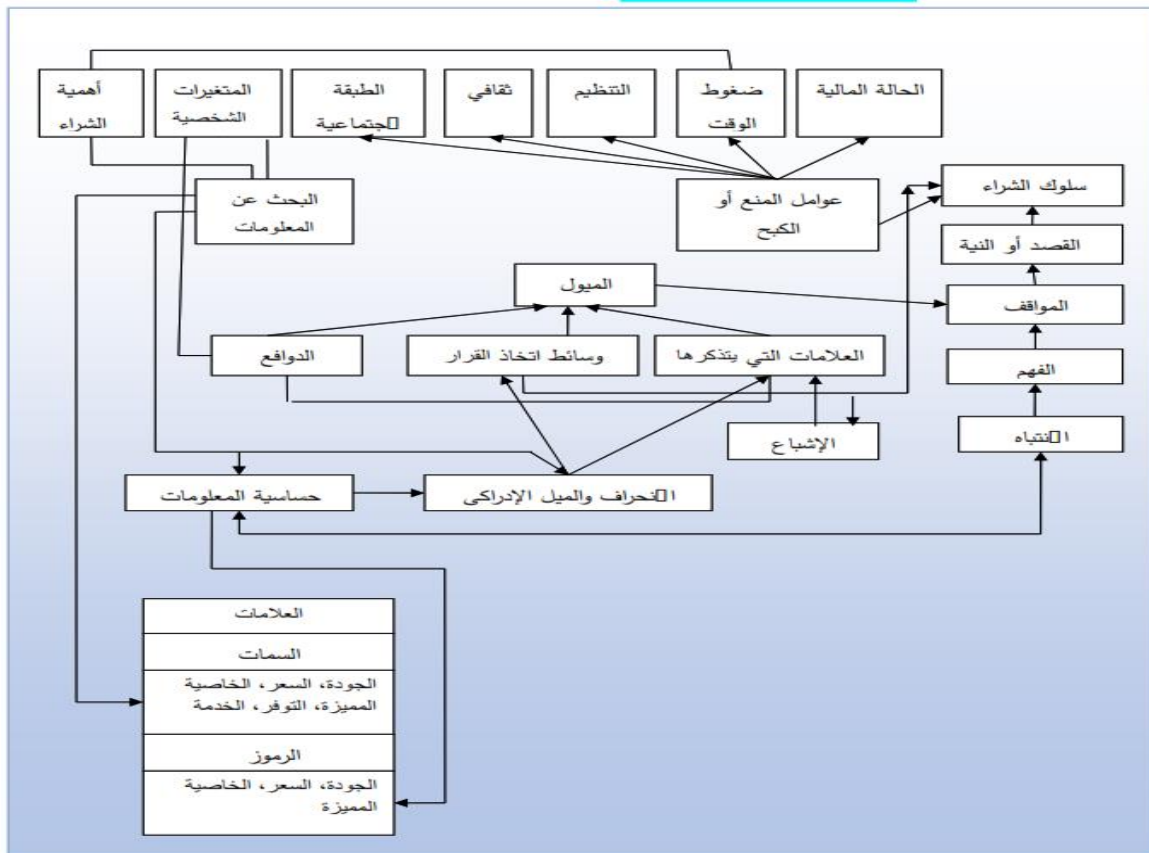 الحالة المالية
ضغوط
الوقت
التنظيم
ثقافي
الطبقة
□جتماعية
المتغيرات
الشخصية
أهمية
الشراء
سلوك الشراء
عوامل المنع أو
الكبح
البحث عن
المعلومات
القصد أو النية
الميول
المواقف
العلامات التي يتذكرها
وسائط اتخاذ القرار
الدوافع
الفهم
ا□نتباه
الإشباع
ا□نحراف والميل الإدراكى
حساسية المعلومات
العلامات
السمات
الجودة، السعر، الخاصية
المميزة، التوفر، الخدمة
الرموز
الجودة، السعر، الخاصية
المميزة